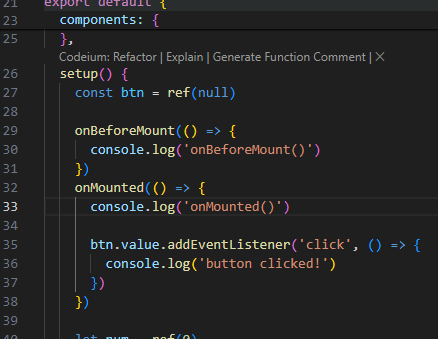 21 export default {
23 components: {
25 },
Codeium: Refactor | Explain | Generate Function Comment | ×
26 setup() {
27 const btn = ref(null)
28
29 onBeforeMount(() => {
30 console.log('onBeforeMount()')
31 })
32 onMounted(() => {
33 console.log('onMounted()')
34
35 btn.value.addEventListener('click', () => {
36 console.log('button clicked!')
37 })
38 })
39
40 let num = ref(0)